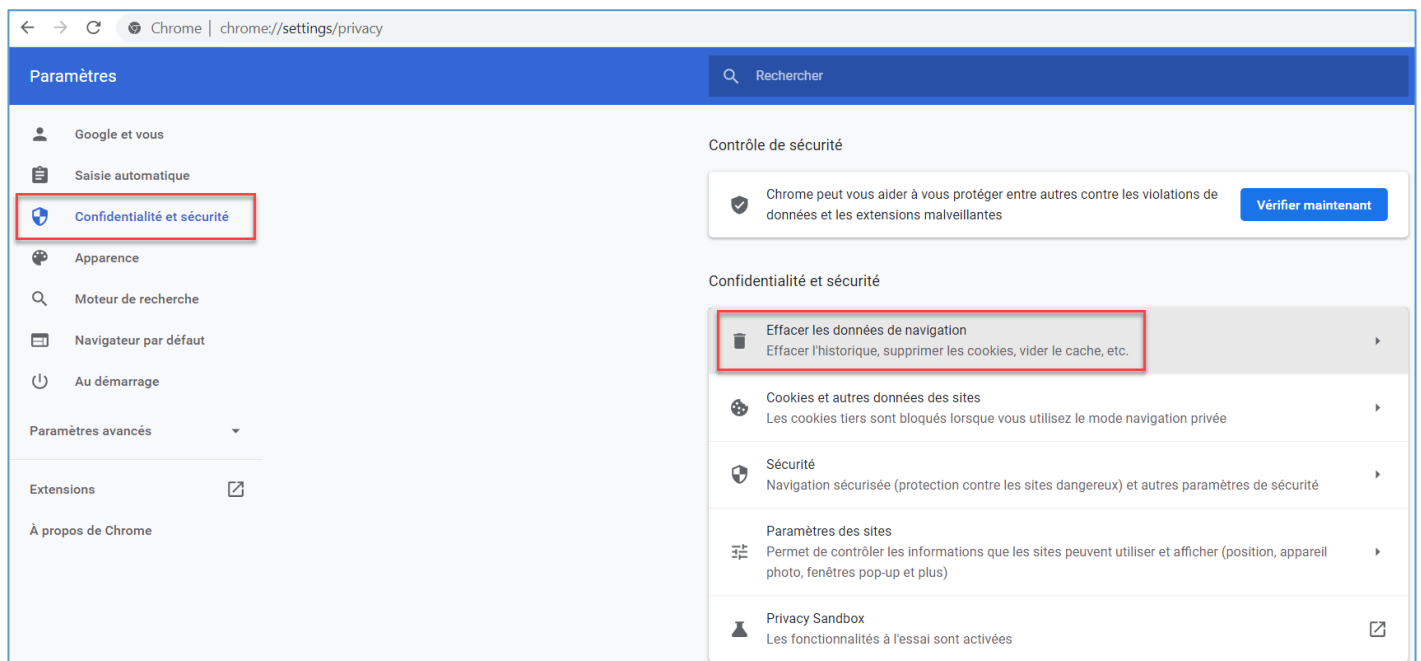 Chrome | chrome://settings/privacy
Paramètres
Rechercher
Google et vous
Saisie automatique
Confidentialité et sécurité
Apparence
Moteur de recherche
Navigateur par défaut
Au démarrage
Paramètres avancés
Extensions
À propos de Chrome
Contrôle de sécurité
Chrome peut vous aider à vous protéger entre autres contre les violations de
données et les extensions malveillantes
Vérifier maintenant
Confidentialité et sécurité
Effacer les données de navigation
Effacer l'historique, supprimer les cookies, vider le cache, etc.
Cookies et autres données des sites
Les cookies tiers sont bloqués lorsque vous utilisez le mode navigation privée
Sécurité
Navigation sécurisée (protection contre les sites dangereux) et autres paramètres de sécurité
Paramètres des sites
Permet de contrôler les informations que les sites peuvent utiliser et afficher (position, appareil
photo, fenêtres pop-up et plus)
Privacy Sandbox
Les fonctionnalités à l'essai sont activées